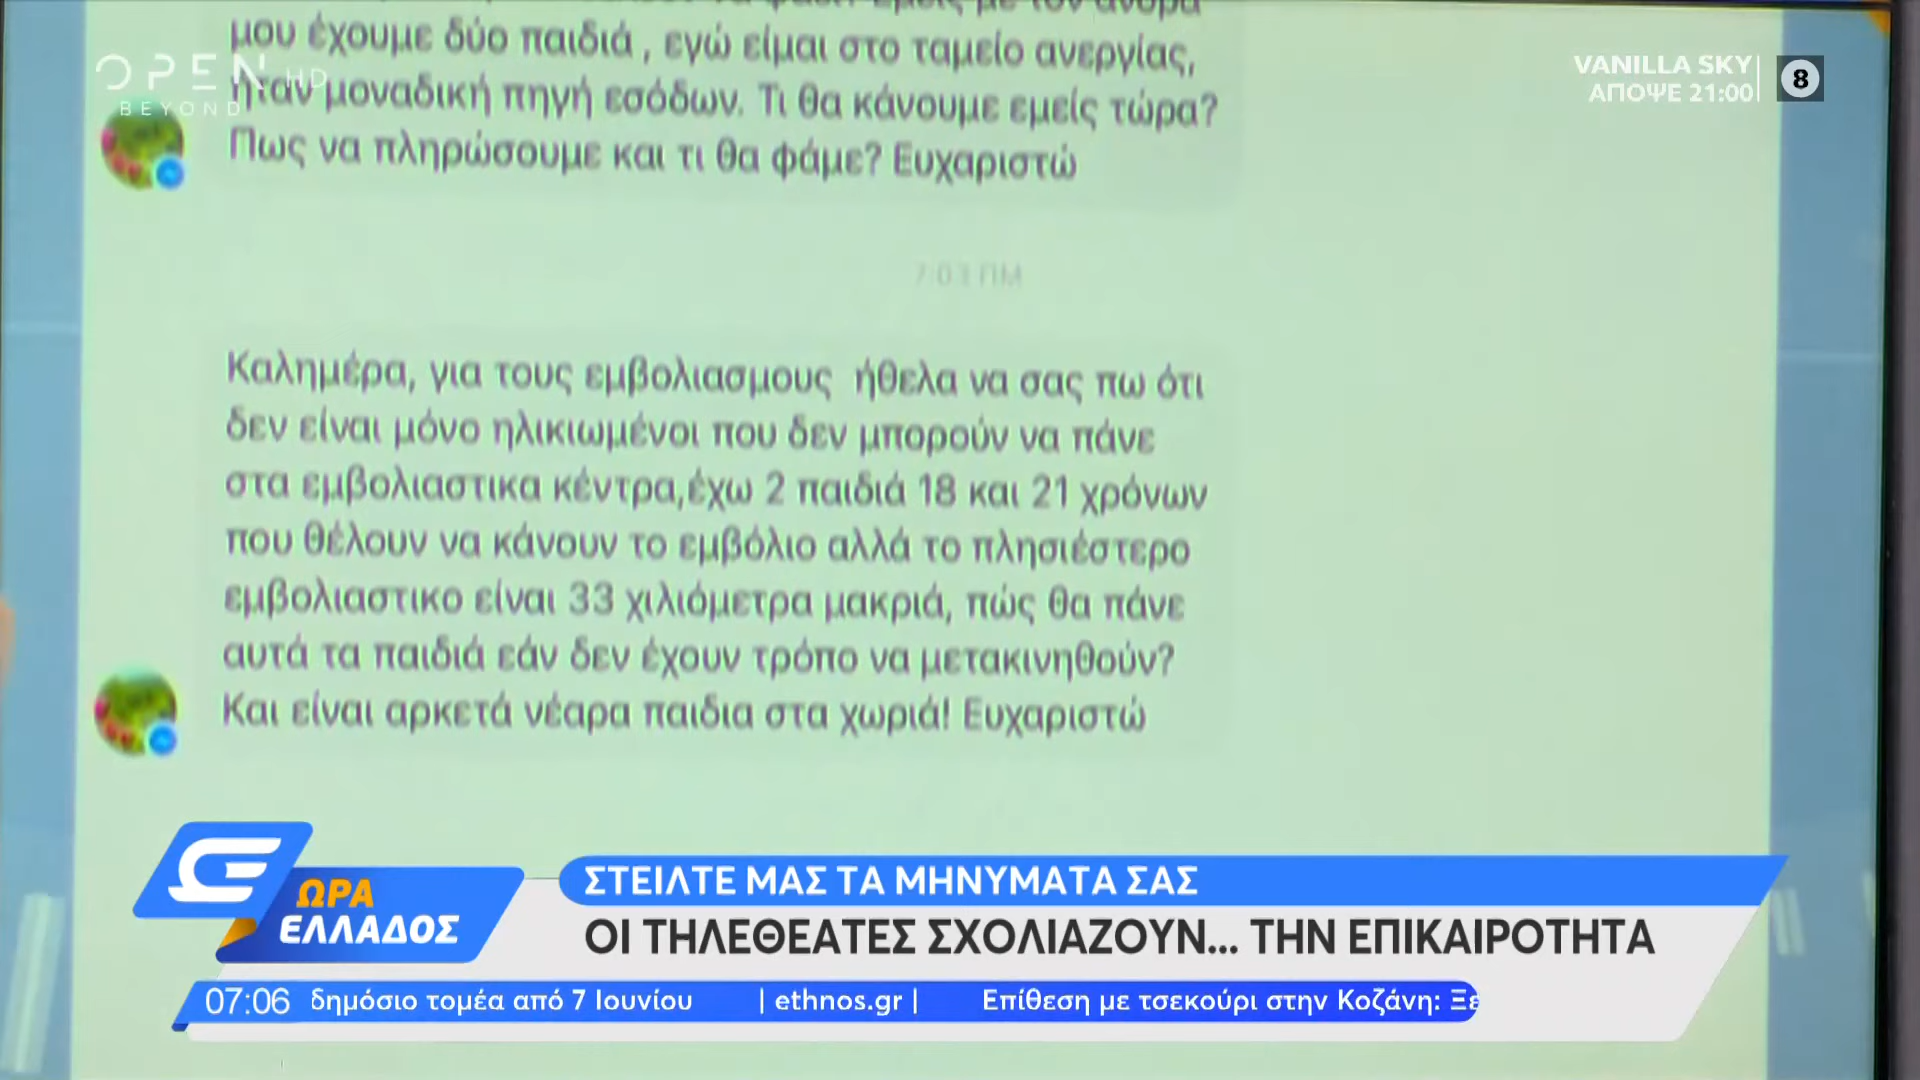 μου έχουμε δύο παιδιά , εγώ είμαι στο ταμείο ανεργίας,
ήταν μοναδική πηγή εσόδων. Τι θα κάνουμε εμείς τώρα?
Πως να πληρώσουμε και τι θα φάμε? Ευχαριστώ
OPEN HD
BEYOND
VANILLA SKY
ΑΠΟΨΕ 21:00
8
7:03 ΠΜ
Καλημέρα, για τους εμβολιασμους ήθελα να σας πω ότι
δεν είναι μόνο ηλικιωμένοι που δεν μπορούν να πάνε
στα εμβολιαστικα κέντρα,έχω 2 παιδιά 18 και 21 χρόνων
που θέλουν να κάνουν το εμβόλιο αλλά το πλησιέστερο
εμβολιαστικο είναι 33 χιλιόμετρα μακριά, πώς θα πάνε
αυτά τα παιδιά εάν δεν έχουν τρόπο να μετακινηθούν?
Και είναι αρκετά νέαρα παιδια στα χωριά! Ευχαριστώ
ΩΡΑ
ΕΛΛΑΔΟΣ
ΣΤΕΙΛΤΕ ΜΑΣ ΤΑ ΜΗΝΥΜΑΤΑ ΣΑΣ
ΟΙ ΤΗΛΕΘΕΑΤΕΣ ΣΧΟΛΙΑΖΟΥΝ... ΤΗΝ ΕΠΙΚΑΙΡΟΤΗΤΑ
07:06 δημόσιο τομέα από 7 Ιουνίου | ethnos.gr | Επίθεση με τσεκούρι στην Κοζάνη: Ξε